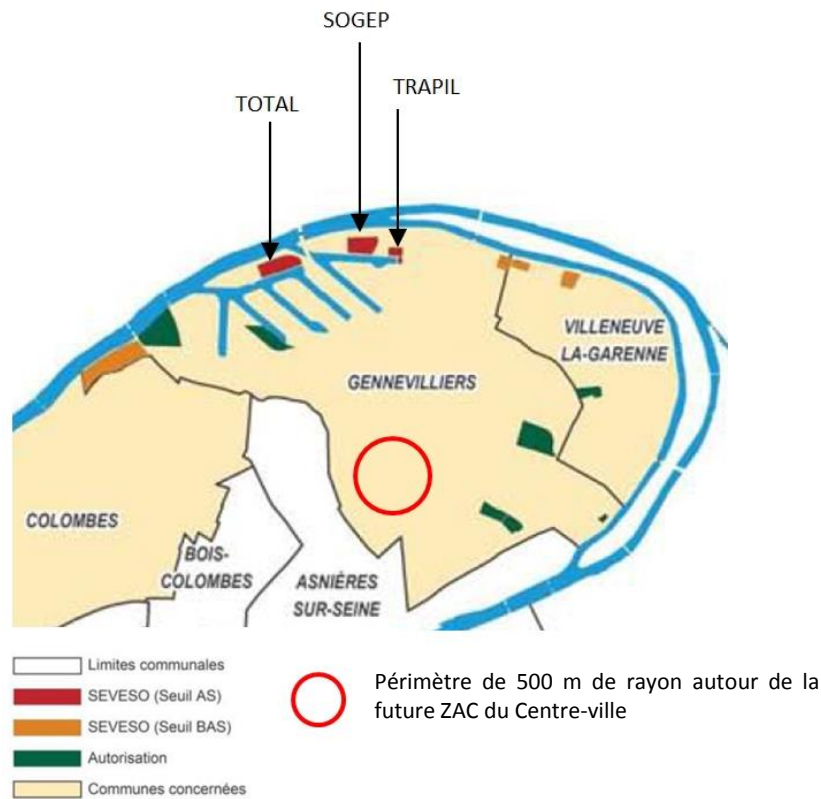 SOGEP
TRAPIL
TOTAL
VILLENEUVE
LA-GARENNE
GENNEVILLIERS
COLOMBES
BOIS-
COLOMBES
ASNIÈRES
SUR-SEINE
Limites communales
SEVESO (Seuil AS)
SEVESO (Seuil BAS)
Autorisation
Communes concernées
Périmètre de 500 m de rayon autour de la
future ZAC du Centre-ville